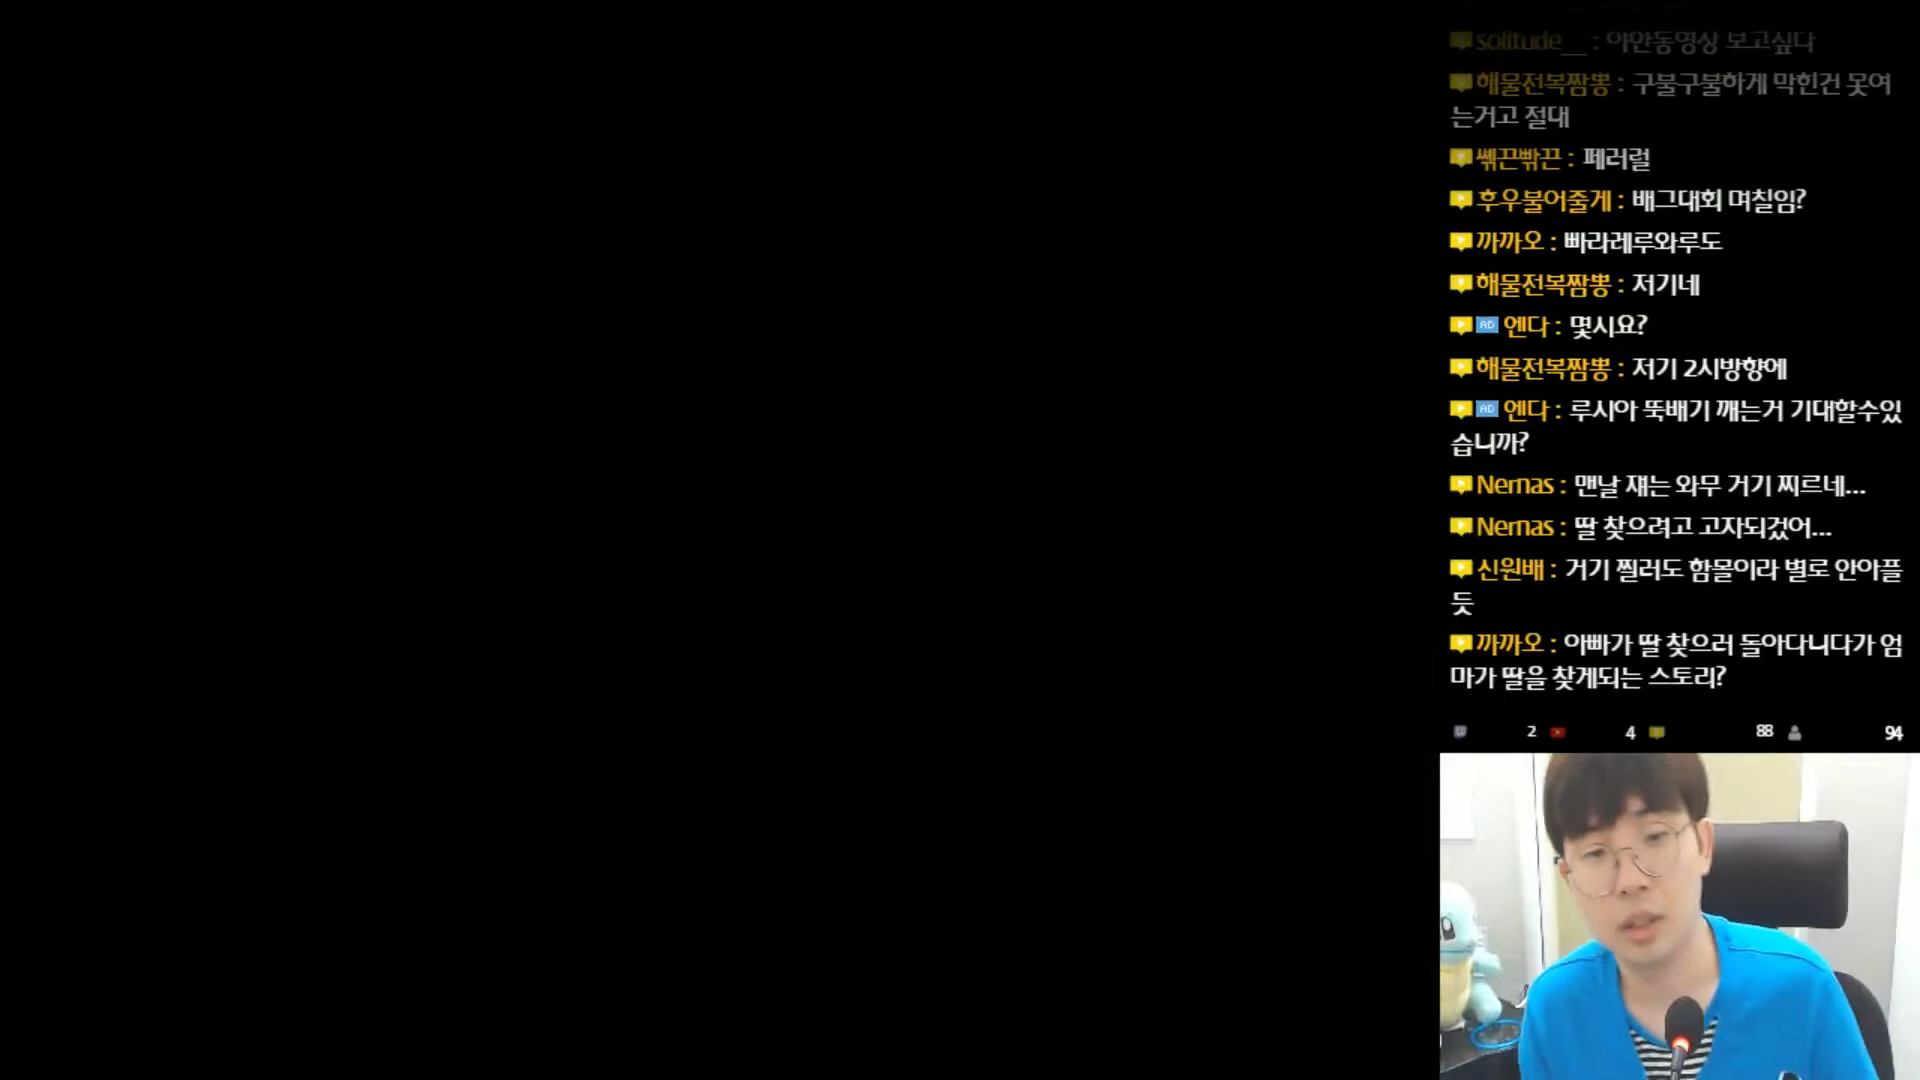 solitude__ : 야안동영상 보고싶다
해물전복짬뽕 : 구불구불하게 막힌건 못여
는거고 절대
쒞끈빾끈 : 페러럴
후우불어줄게 : 배그대회 며칠임?
까까오 : 빠라레루와루도
해물전복짬뽕 : 저기네
AD 엔다 : 몇시요?
해물전복짬뽕 : 저기 2시방향에
AD 엔다 : 루시아 뚝배기 깨는거 기대할수있
습니까?
Nernas : 맨날 쟤는 와무 거기 찌르네...
Nernas : 딸 찾으려고 고자되겄어...
신원배 : 거기 찔러도 함몰이라 별로 안아플
듯
까까오 : 아빠가 딸 찾으러 돌아다니다가 엄
마가 딸을 찾게되는 스토리?
2 4 88 94